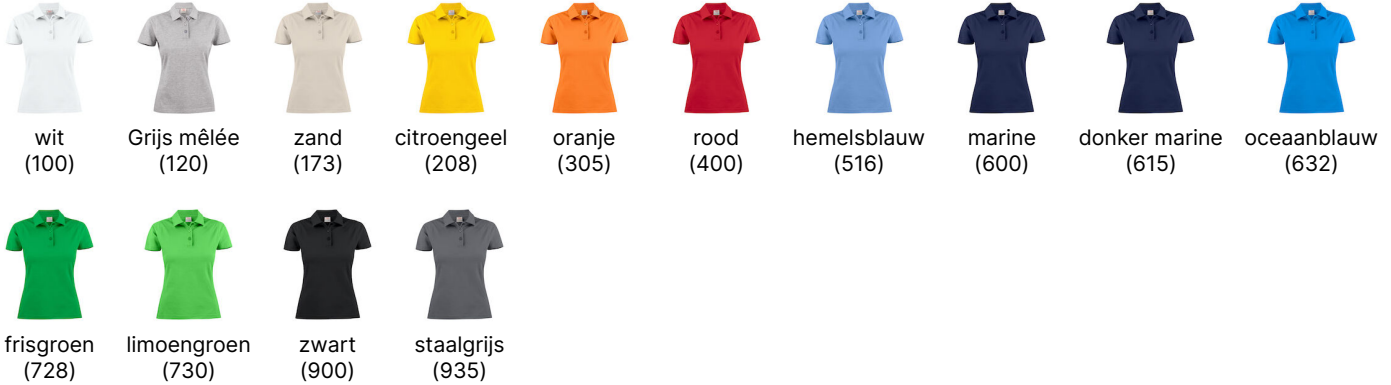 wit
(100)
Grijs mêlée
(120)
zand
(173)
citroengeel
(208)
oranje
(305)
rood
(400)
hemelsblauw
(516)
marine
(600)
donker marine
(615)
oceaanblauw
(632)
frisgroen
(728)
limoengroen
(730)
zwart
(900)
staalgrijs
(935)